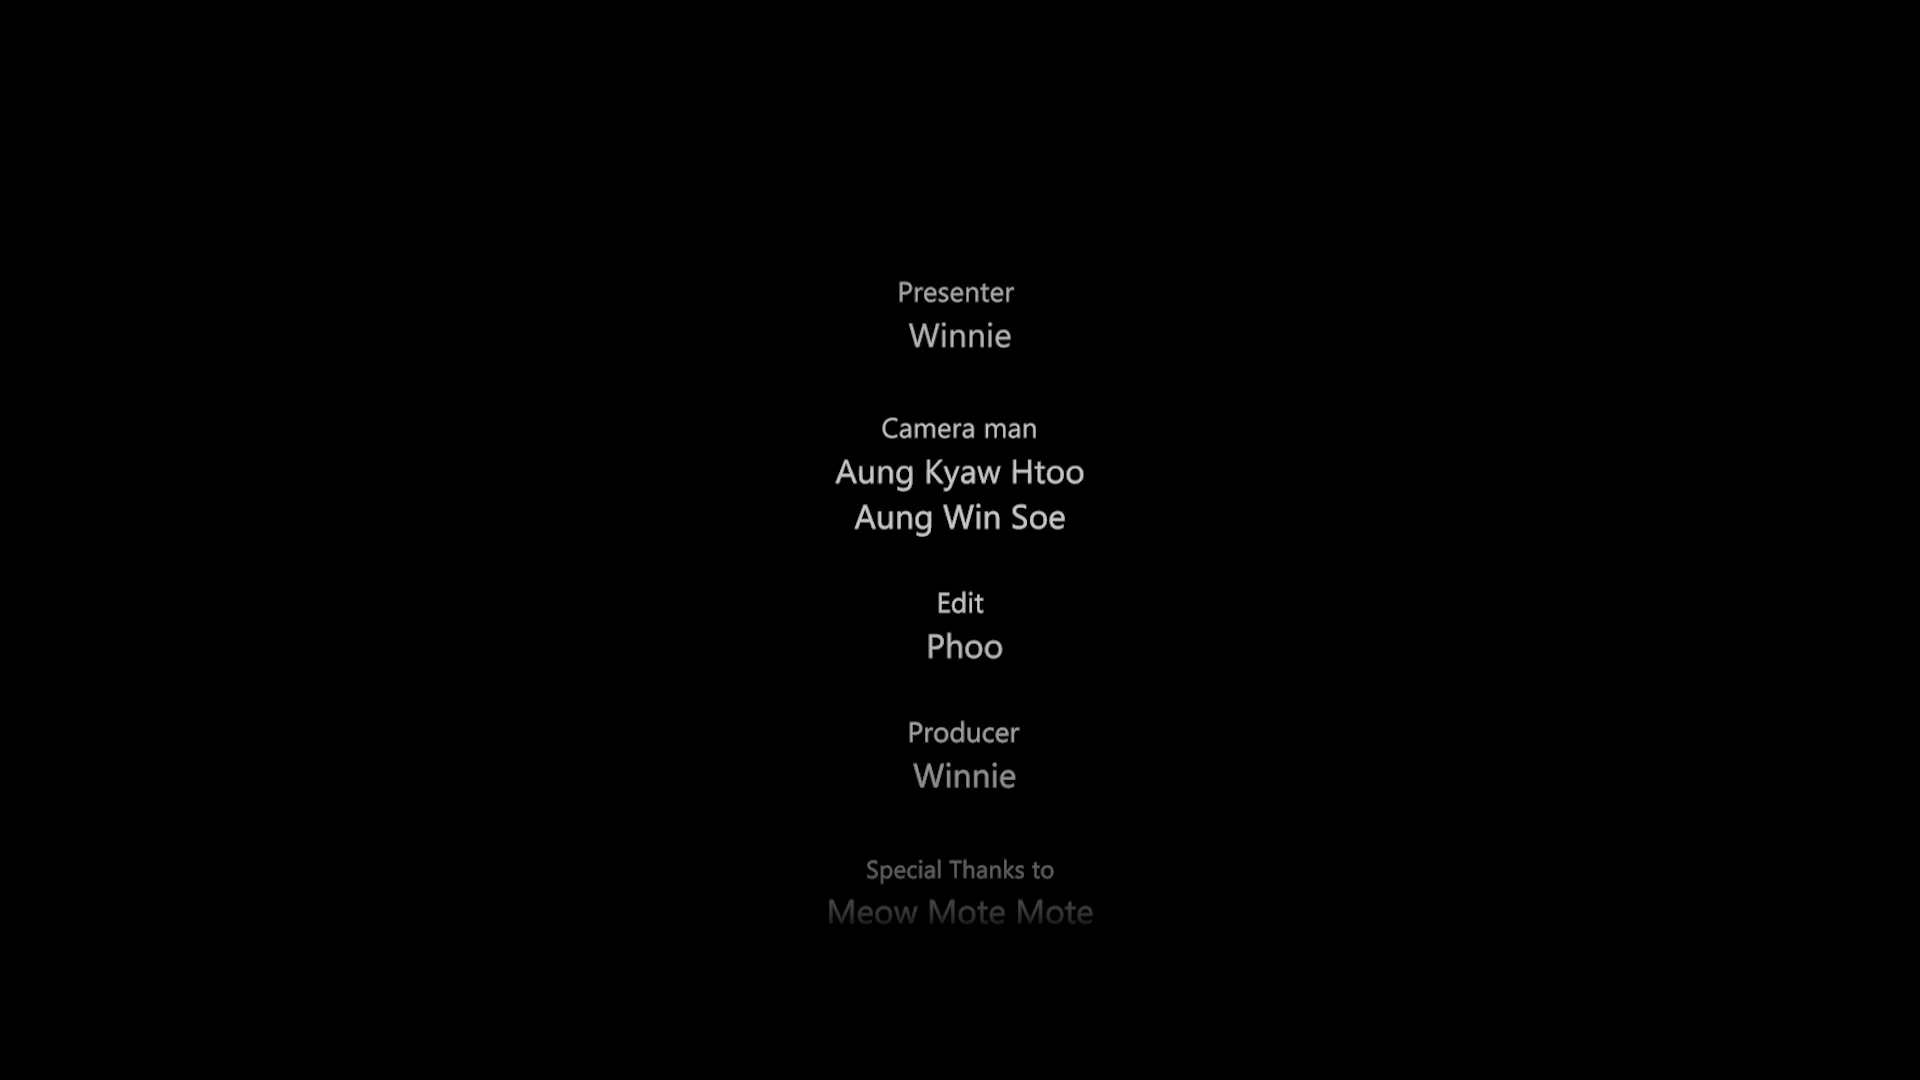 Presenter
Winnie
Camera man
Aung Kyaw Htoo
Aung Win Soe
Edit
Phoo
Producer
Winnie
Special Thanks to
Meow Mote Mote